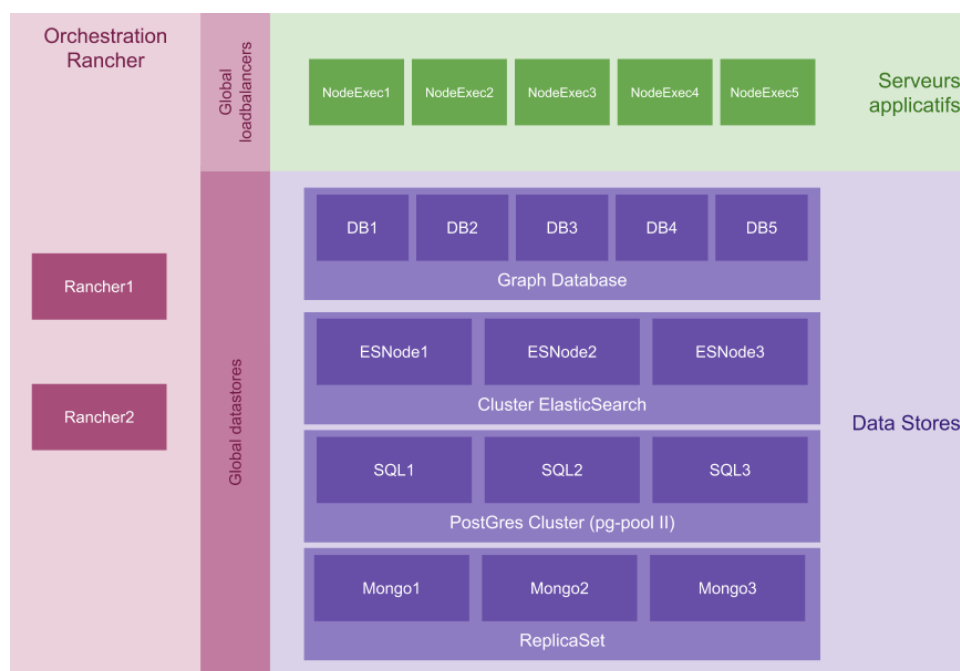 Orchestration
Rancher
Rancher1
Rancher2
Global
loadbalancers
Global datastores
NodeExec1
NodeExec2
NodeExec3
NodeExec4
NodeExec5
Serveurs
applicatifs
DB1
DB2
DB3
DB4
DB5
Graph Database
ESNode1
ESNode2
ESNode3
Cluster ElasticSearch
SQL1
SQL2
SQL3
PostGres Cluster (pg-pool II)
Mongo1
Mongo2
Mongo3
ReplicaSet
Data Stores